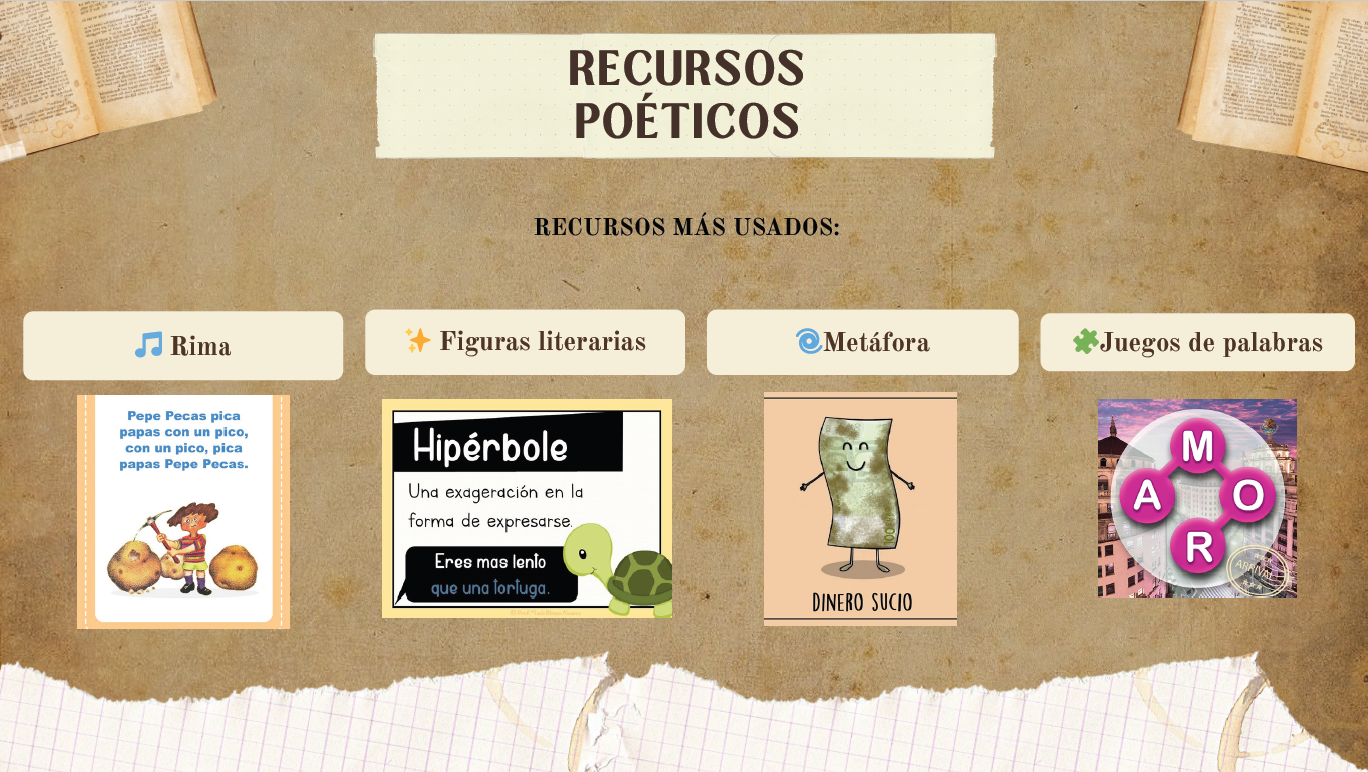 RECURSOS
POÉTICOS
RECURSOS MÁS USADOS:
Rima
Figuras literarias
Metáfora
Juegos de palabras
Pepe Pecas pica
papas con un pico,
con un pico, pica
papas Pepe Pecas.
Hipérbole
Una exageración en la
forma de expresarse.
Eres mas lento
que una tortuga.
100
DINERO SUCIO
M
A O
R
ARRIVAL